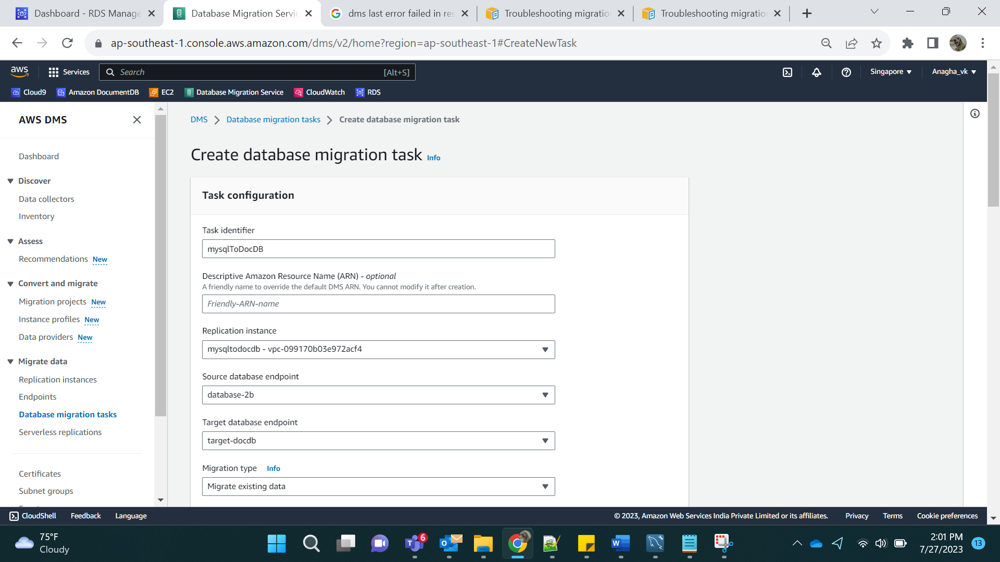 Dashboard - RDS Manage
Database Migration Servic
dms last error failed in res
Troubleshooting migratio
Troubleshooting migratio
ap-southeast-1.console.aws.amazon.com/dms/v2/home?region=ap-southeast-1#CreateNewTask
aws
Services
Search
[Alt+S]
Singapore
Anagha_vk
Cloud9
Amazon DocumentDB
EC2
Database Migration Service
CloudWatch
RDS
AWS DMS
Dashboard
Discover
Data collectors
Inventory
Assess
Recommendations New
Convert and migrate
Migration projects New
Instance profiles New
Data providers New
Migrate data
Replication instances
Endpoints
Database migration tasks
Serverless replications
Certificates
Subnet groups
DMS
Database migration tasks
Create database migration task
Create database migration task Info
Task configuration
Task identifier
mysqlToDocDB
Descriptive Amazon Resource Name (ARN) - optional
A friendly name to override the default DMS ARN. You cannot modify it after creation.
Friendly-ARN-name
Replication instance
mysqltodocdb - vpc-099170b03e972acf4
Source database endpoint
database-2b
Target database endpoint
target-docdb
Migration type Info
Migrate existing data
CloudShell
Feedback
Language
© 2023, Amazon Web Services India Private Limited or its affiliates.
Privacy
Terms
Cookie preferences
75°F
Cloudy
6
2:01 PM
7/27/2023
13